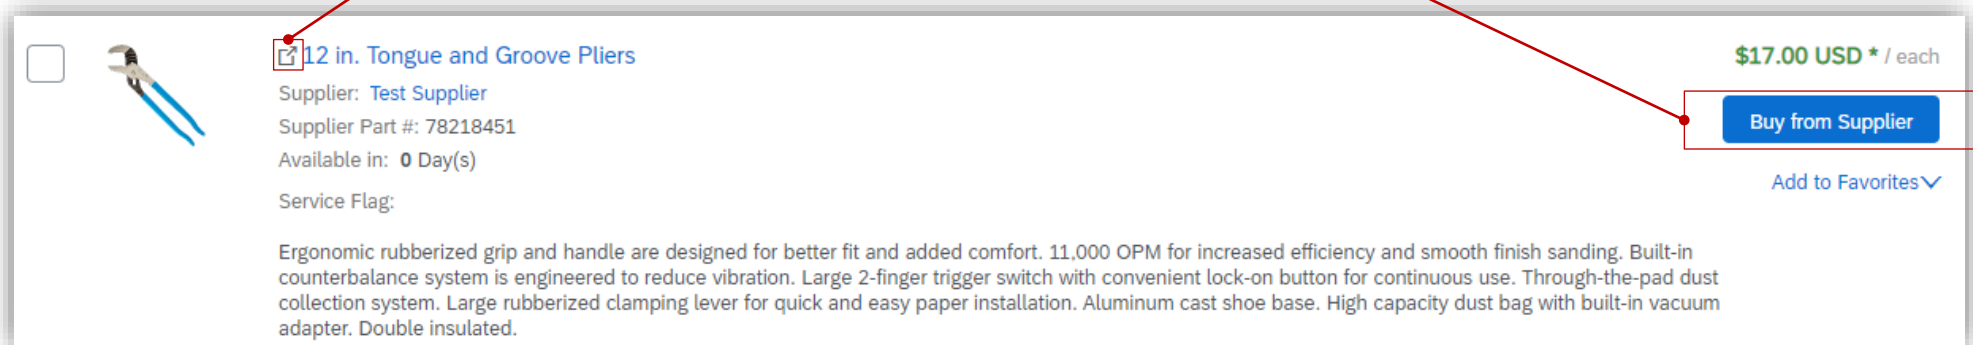 12 in. Tongue and Groove Pliers
$17.00 USD * / each
Supplier: Test Supplier
Supplier Part #: 78218451
Buy from Supplier
Available in: 0 Day(s)
Add to Favorites
Service Flag:
Ergonomic rubberized grip and handle are designed for better fit and added comfort. 11,000 OPM for increased efficiency and smooth finish sanding. Built-in
counterbalance system is engineered to reduce vibration. Large 2-finger trigger switch with convenient lock-on button for continuous use. Through-the-pad dust
collection system. Large rubberized clamping lever for quick and easy paper installation. Aluminum cast shoe base. High capacity dust bag with built-in vacuum
adapter. Double insulated.